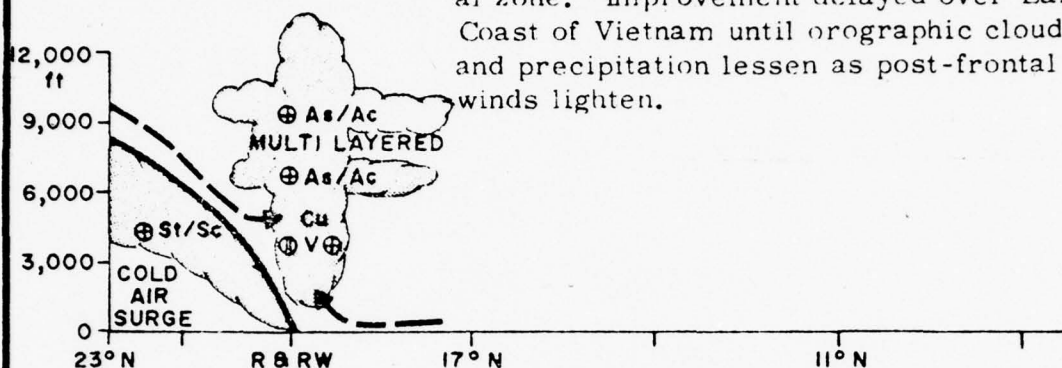 al zone. Improvement delayed over
Coast of Vietnam until orographic cloud
and precipitation lessen as post-frontal
winds lighten.
12,000
ft
9,000
6,000
3,000
0
⊕ As/Ac
MULTI LAYERED
⊕ As/Ac
Cu
⦶ V ⊕
⊕ St/Sc
COLD
AIR
SURGE
23° N R & RW 17° N 11° N